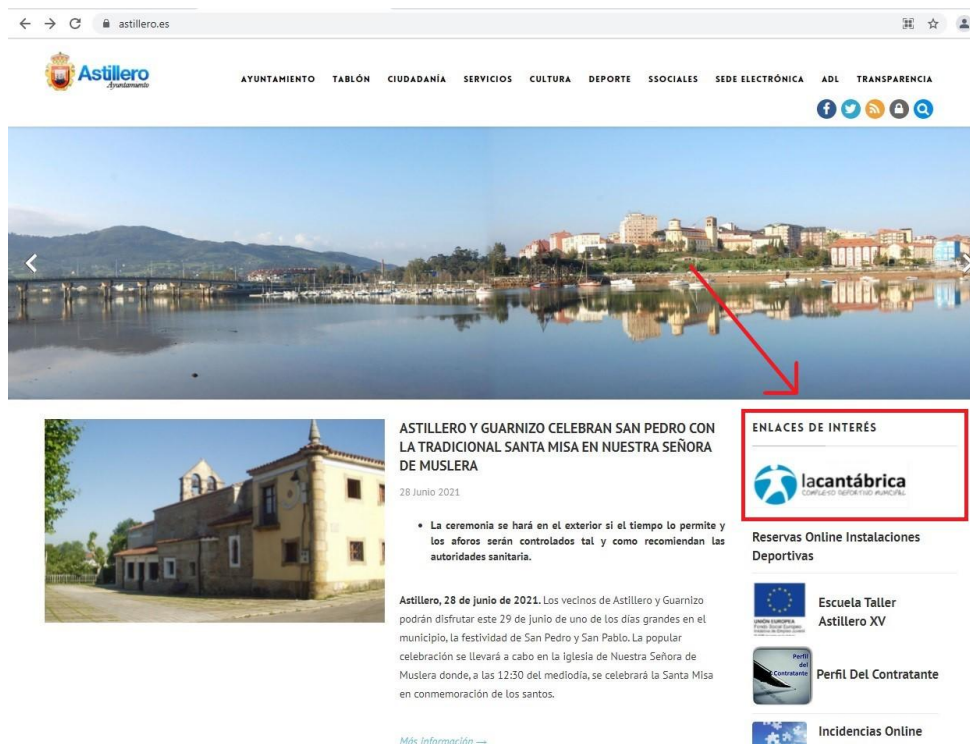 astillero.es
Astillero
Ayuntamiento
AYUNTAMIENTO TABLÓN CIUDADANÍA SERVICIOS CULTURA DEPORTE SSOCIALES SEDE ELECTRÓNICA ADL TRANSPARENCIA
ASTILLERO Y GUARNIZO CELEBRAN SAN PEDRO CON
LA TRADICIONAL SANTA MISA EN NUESTRA SEÑORA
DE MUSLERA
28 Junio 2021
• La ceremonia se hará en el exterior si el tiempo lo permite y
los aforos serán controlados tal y como recomiendan las
autoridades sanitaria.
Astillero, 28 de junio de 2021. Los vecinos de Astillero y Guarnizo
podrán disfrutar este 29 de junio de uno de los días grandes en el
municipio, la festividad de San Pedro y San Pablo. La popular
celebración se llevará a cabo en la iglesia de Nuestra Señora de
Muslera donde, a las 12:30 del mediodía, se celebrará la Santa Misa
en conmemoración de los santos.
Más información →
ENLACES DE INTERÉS
lacantábrica
COMPLEJO DEPORTIVO MUNICIPAL
Reservas Online Instalaciones
Deportivas
UNIÓN EUROPEA
Fondo Social Europeo
Escuela Taller
Astillero XV
Perfil
del
Contratante
Perfil Del Contratante
Incidencias Online